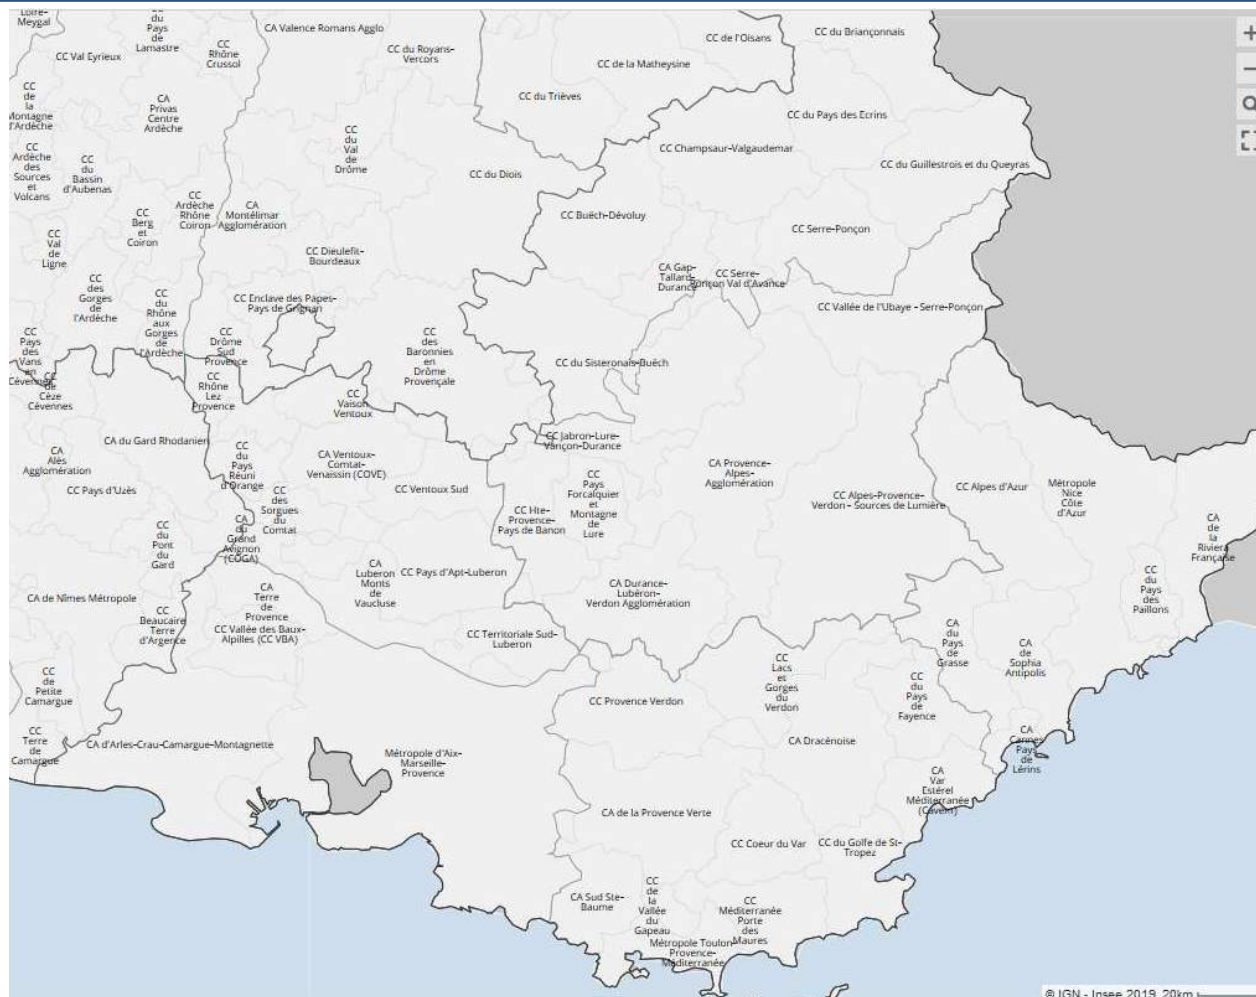 Loire-
Meygal
du
Pays
de
Lamastre
CA Valence Romans Agglo
CC de l'Oisans
CC du Briançonnais
CC Val Eyrieux
CC
Rhône
Crussol
CC du Royans-
Vercors
CC de la Matheysine
CC
de
la
Montagne
d'Ardèche
CA
Privas
Centre
Ardèche
CC du Trièves
CC du Pays des Ecrins
CC
du
Val
de
Drôme
CC Champsaur-Valgaudemar
CC
Ardèche
des
Sources
et
Volcans
CC
du
Bassin
d'Aubenas
CC du Diois
CC du Guillestrois et du Queyras
CC
Ardèche
Rhône
Coiron
CA
Montélimar
Agglomération
CC
Berg
et
Coiron
CC Buëch-Dévoluy
CC Serre-Ponçon
CC
Val
de
Ligne
CC Dieulefit-
Bourdeaux
CA Gap-
Tallard-
Durance
CC Serre-
Ponçon Val d'Avance
CC
des
Gorges
de
l'Ardèche
CC
du
Rhône
aux
Gorges
de
l'Ardèche
CC Enclave des Papes-
Pays de Grignan
CC Vallée de l'Ubaye - Serre-Ponçon
CC
Pays
des
Vans
en
Cévennes
CC
Drôme
Sud
Provence
CC
des
Baronnies
en
Drôme
Provençale
CC du Sisteronais-Buëch
CC
de
Cèze
Cévennes
CC
Rhône
Lez
Provence
CC
Vaison
Ventoux
CA du Gard Rhodanien
CC
du
Pays
Réuni
d'Orange
CC Jabron-Lure-
Vançon-Durance
CA
Alès
Agglomération
CA Ventoux-
Comtat-
Venaissin (COVE)
CA Provence-
Alpes-
Agglomération
CC Pays d'Uzès
CC
des
Sorgues
du
Comtat
CC Ventoux Sud
CC
Pays
Forcalquier
et
Montagne
de
Lure
CC Alpes-Provence-
Verdon - Sources de Lumière
CC Alpes d'Azur
Métropole
Nice
Côte
d'Azur
CC Hte-
Provence-
Pays de Banon
CC
du
Pont
du
Gard
CA
du
Grand
Avignon
(COGA)
CA
de la
Riviera
Française
CA
Luberon
Monts
de
Vaucluse
CC Pays d'Apt-Luberon
CC
du
Pays
des
Paillons
CA de Nîmes Métropole
CA
Terre
de
Provence
CA Durance-
Lubéron-
Verdon Agglomération
CC
Beaucaire
Terre
d'Argence
CC Vallée des Baux-
Alpilles (CC VBA)
CC Territoriale Sud-
Luberon
CA
du
Pays
de
Grasse
CA
de
Sophia
Antipolis
CC
de
Petite
Camargue
CC
Lacs
et
Gorges
du
Verdon
CC
du
Pays
de
Fayence
CC Provence Verdon
CC
Terre
de
Camargue
CA d'Arles-Crau-Camargue-Montagnette
Métropole d'Aix-
Marseille-
Provence
CA Dracénoise
CA
Cannes
Pays
de
Lérins
CA
Var
Estérel
Méditerranée
(Cavem)
CA de la Provence Verte
CC Coeur du Var
CC du Golfe de St-
Tropez
CA Sud Ste-
Baume
CC
de
la
Vallée
du
Gapeau
CC
Méditerranée
Porte
des
Maures
Métropole Toulon-
Provence-
Méditerranée
© IGN - Insee 2019 20km